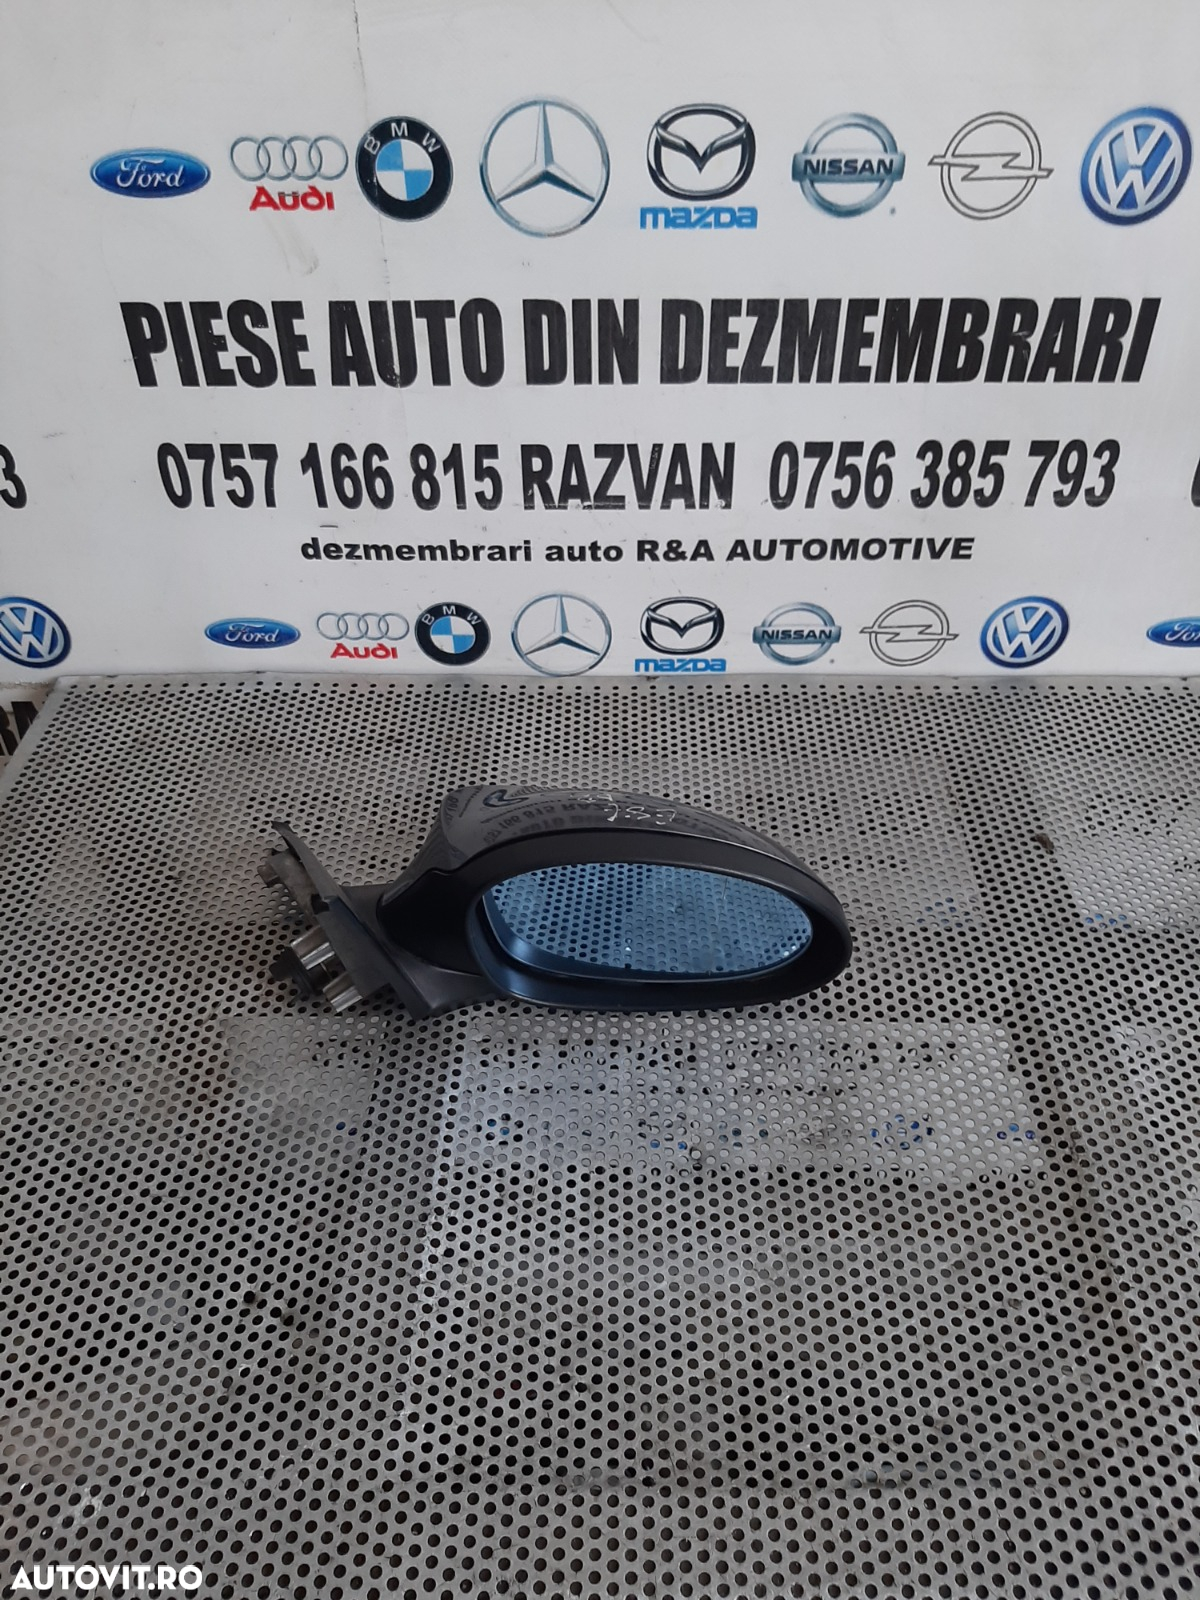 Ford Audi BMW mazda NISSAN
PIESE AUTO DIN DEZMEMBRARI
3 0757 166 815 RAZVAN 0756 385 793
dezmembrari auto R&A AUTOMOTIVE
Ford Audi BMW mazda NISSAN
AUTOVIT.RO